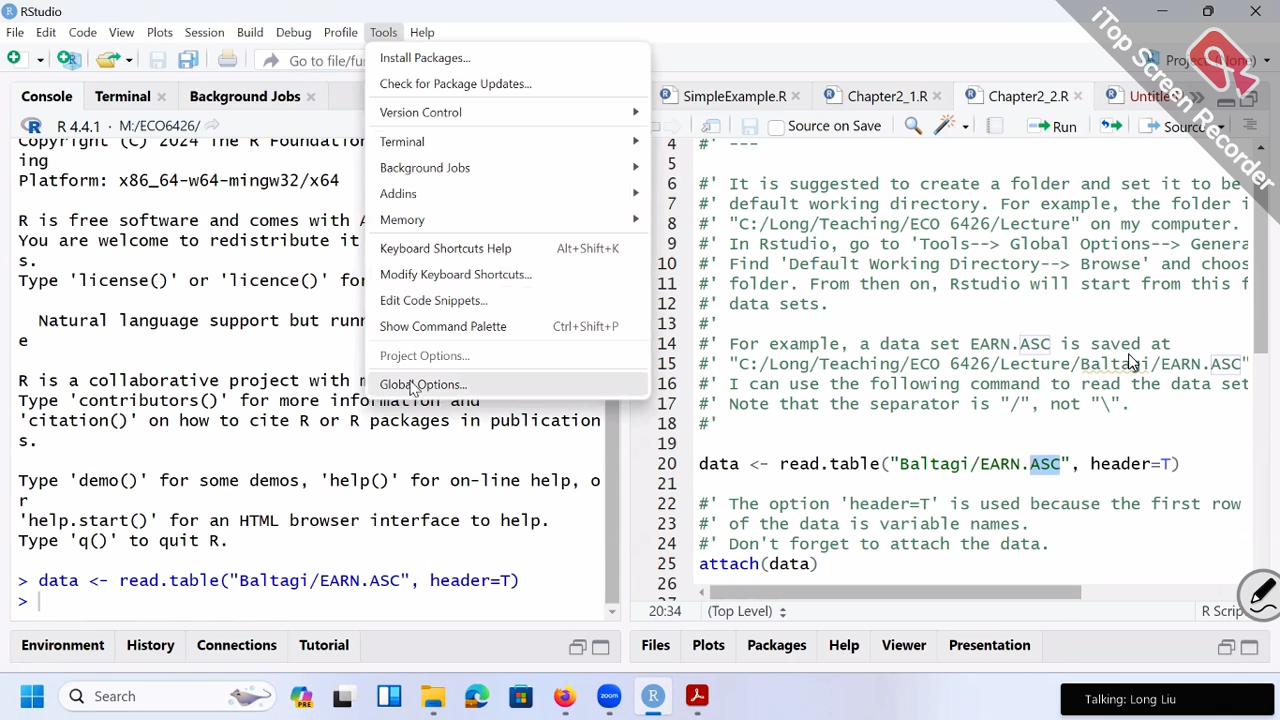 RStudio
File Edit Code View Plots Session Build Debug Profile Tools Help
Go to file/fu
Project: (None)
iTop Screen Recorder
Install Packages...
Check for Package Updates...
Version Control
Terminal
Background Jobs
Addins
Memory
Keyboard Shortcuts Help Alt+Shift+K
Modify Keyboard Shortcuts...
Edit Code Snippets...
Show Command Palette Ctrl+Shift+P
Project Options...
Global Options...
Console Terminal Background Jobs
R 4.4.1 · M:/ECO6426/
Copyright (C) 2024 The R Foundation
ing
Platform: x86_64-w64-mingw32/x64
R is free software and comes with A
You are welcome to redistribute it
s.
Type 'license()' or 'licence()' for
Natural language support but runn
e
R is a collaborative project with m
Type 'contributors()' for more information and
'citation()' on how to cite R or R packages in publication
s.
Type 'demo()' for some demos, 'help()' for on-line help, o
r
'help.start()' for an HTML browser interface to help.
Type 'q()' to quit R.
> data <- read.table("Baltagi/EARN.ASC", header=T)
>
SimpleExample.R Chapter2_1.R Chapter2_2.R Untitle
Source on Save Run Source
4 #' ---
5
6 #' It is suggested to create a folder and set it to be
7 #' default working directory. For example, the folder i
8 #' "C:/Long/Teaching/ECO 6426/Lecture" on my computer.
9 #' In Rstudio, go to 'Tools--> Global Options--> Genera
10 #' Find 'Default Working Directory--> Browse' and choos
11 #' folder. From then on, Rstudio will start from this f
12 #' data sets.
13 #'
14 #' For example, a data set EARN.ASC is saved at
15 #' "C:/Long/Teaching/ECO 6426/Lecture/Baltagi/EARN.ASC"
16 #' I can use the following command to read the data set
17 #' Note that the separator is "/", not "\".
18 #'
19
20 data <- read.table("Baltagi/EARN.ASC", header=T)
21
22 #' The option 'header=T' is used because the first row
23 #' of the data is variable names.
24 #' Don't forget to attach the data.
25 attach(data)
26
20:34 (Top Level) R Scrip
Environment History Connections Tutorial
Files Plots Packages Help Viewer Presentation
Search
PRE
zoom
Talking: Long Liu